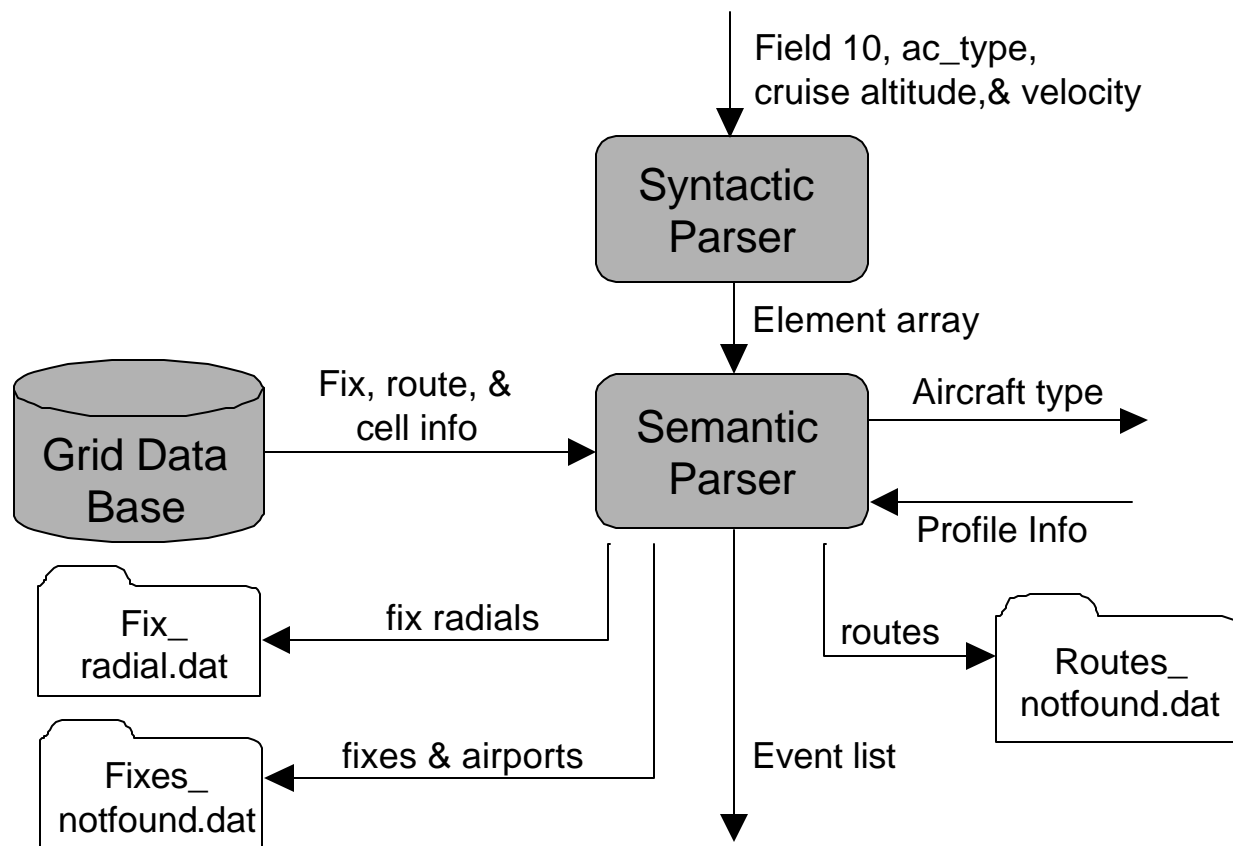 Field 10, ac_type,
cruise altitude,& velocity
Syntactic
Parser
Element array
Fix, route, &
cell info
Grid Data
Base
Semantic
Parser
Aircraft type
Profile Info
fix radials
Fix_
radial.dat
routes
Routes_
notfound.dat
fixes & airports
Fixes_
notfound.dat
Event list